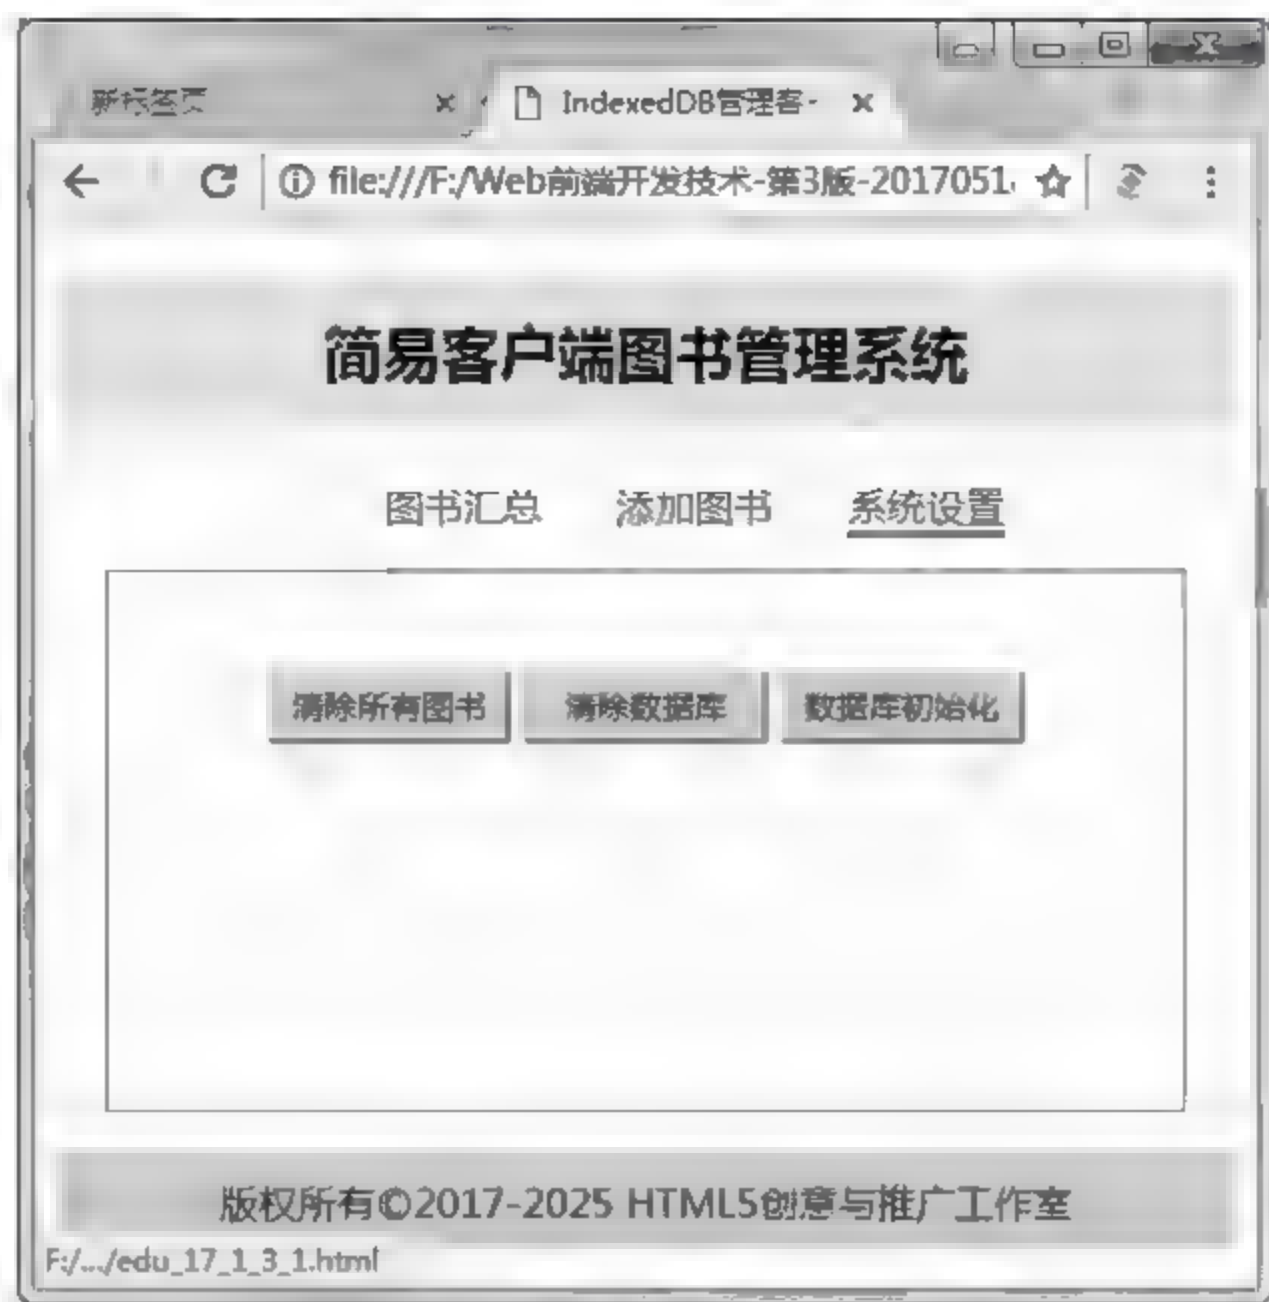 新标签页
IndexedDB管理客
file:///F:/Web前端开发技术-第3版-2017051
简易客户端图书管理系统
图书汇总 添加图书 系统设置
清除所有图书 清除数据库 数据库初始化
版权所有©2017-2025 HTML5创意与推广工作室
F:/.../edu_17_1_3_1.html